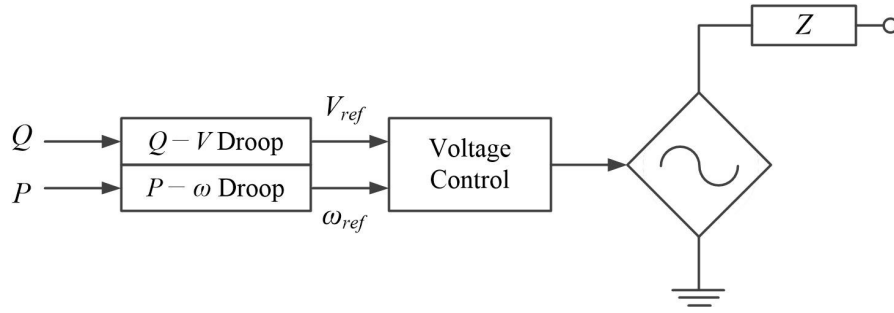 Z
V_ref
Q
Q – V Droop
Voltage
Control
P
P – ω Droop
ω_ref